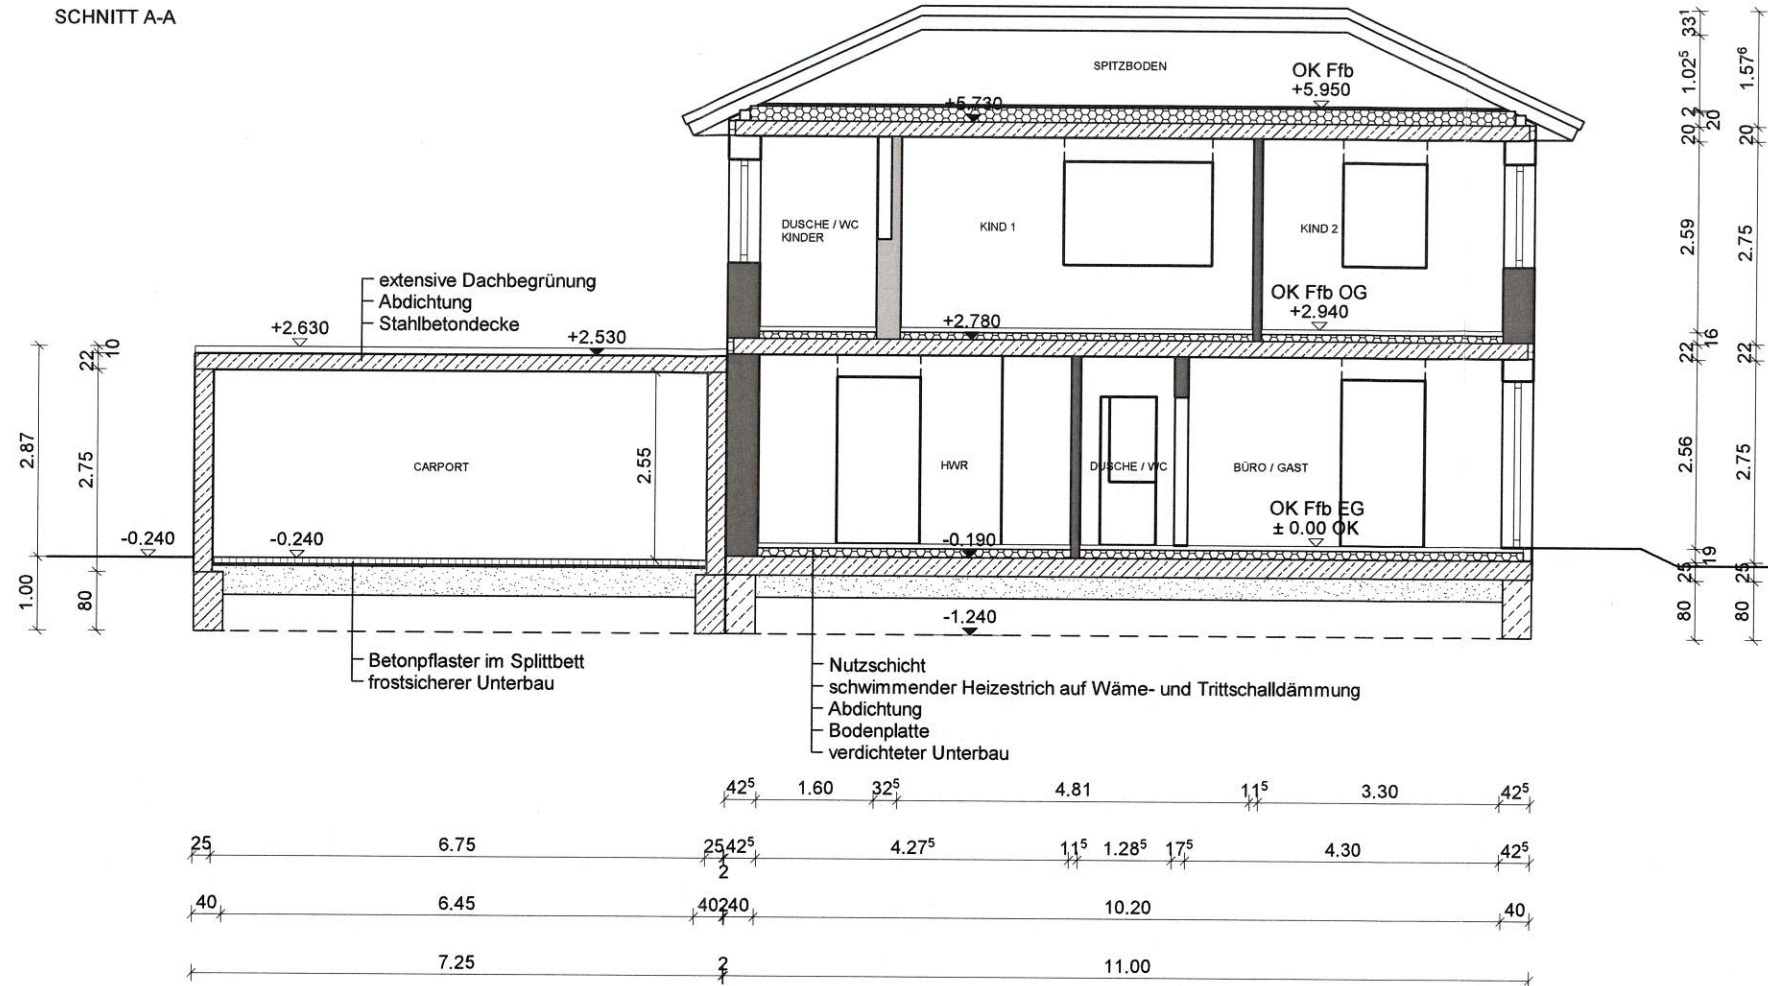 SCHNITT A-A
SPITZBODEN
OK Ffb
+5.950
+5.730
DUSCHE / WC
KINDER
KIND 1
KIND 2
OK Ffb OG
+2.940
+2.780
extensive Dachbegrünung
Abdichtung
Stahlbetondecke
+2.630
+2.530
CARPORT
2.55
HWR
DUSCHE / WC
BÜRO / GAST
OK Ffb EG
± 0.00 OK
-0.240
-0.240
-0.190
-1.240
Betonpflaster im Splittbett
frostsicherer Unterbau
Nutzschicht
schwimmender Heizestrich auf Wäme- und Trittschalldämmung
Abdichtung
Bodenplatte
verdichteter Unterbau
2.87
1.00
10
22
2.75
80
33¹
1.02⁵
2
20
20
2.59
16
22
2.56
19
25
80
1.57⁶
20
2.75
22
2.75
25
80
42⁵ 1.60 32⁵ 4.81 11⁵ 3.30 42⁵
25 6.75 25 42⁵ 4.27⁵ 11⁵ 1.28⁵ 17⁵ 4.30 42⁵
2
40 6.45 40 2 40 10.20 40
7.25 2 11.00